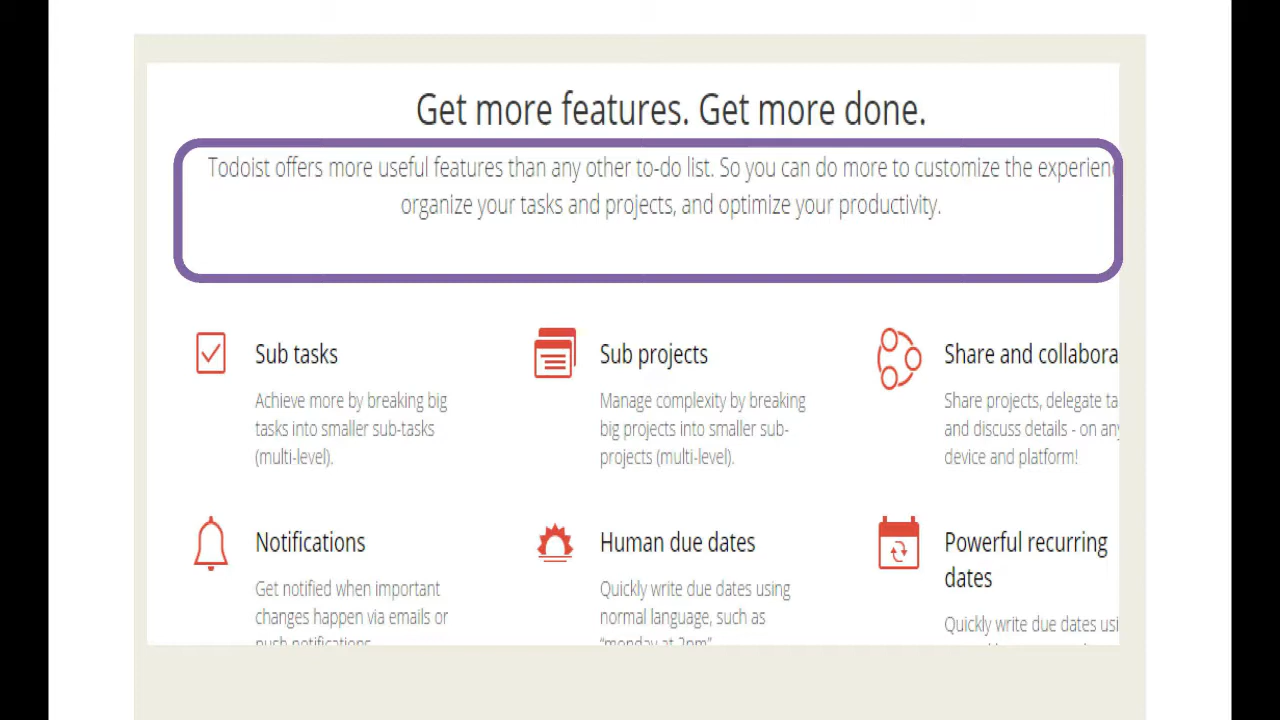 Get more features. Get more done.
Todoist offers more useful features than any other to-do list. So you can do more to customize the
organize your tasks and projects, and optimize your productivity.
Sub tasks
Achieve more by breaking big
tasks into smaller sub-tasks
(multi-level).
Sub projects
Manage complexity by breaking
big projects into smaller sub-
projects (multi-level).
Share and
Share projects, delegate
and discuss details - on
device and platform!
Notifications
Get notified when important
changes happen via emails or
push notifications
Human due dates
Quickly write due dates using
normal language, such as
"monday at 2pm"
Powerful recurring
dates
Quickly write due dates